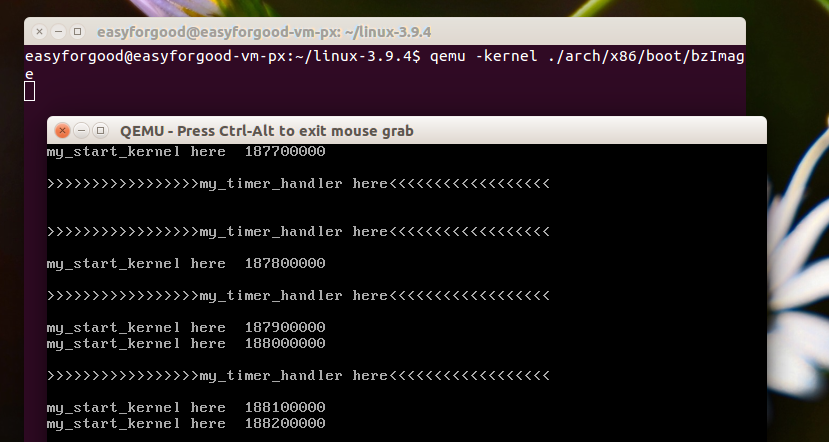 easyforgood@easyforgood-vm-px: ~/linux-3.9.4
easyforgood@easyforgood-vm-px:~/linux-3.9.4$ qemu -kernel ./arch/x86/boot/bzImag
e
QEMU - Press Ctrl-Alt to exit mouse grab
my_start_kernel here  187700000
>>>>>>>>>>>>>>>>>my_timer_handler here<<<<<<<<<<<<<<<<<<
>>>>>>>>>>>>>>>>>my_timer_handler here<<<<<<<<<<<<<<<<<<
my_start_kernel here  187800000
>>>>>>>>>>>>>>>>>my_timer_handler here<<<<<<<<<<<<<<<<<<
my_start_kernel here  187900000
my_start_kernel here  188000000
>>>>>>>>>>>>>>>>>my_timer_handler here<<<<<<<<<<<<<<<<<<
my_start_kernel here  188100000
my_start_kernel here  188200000